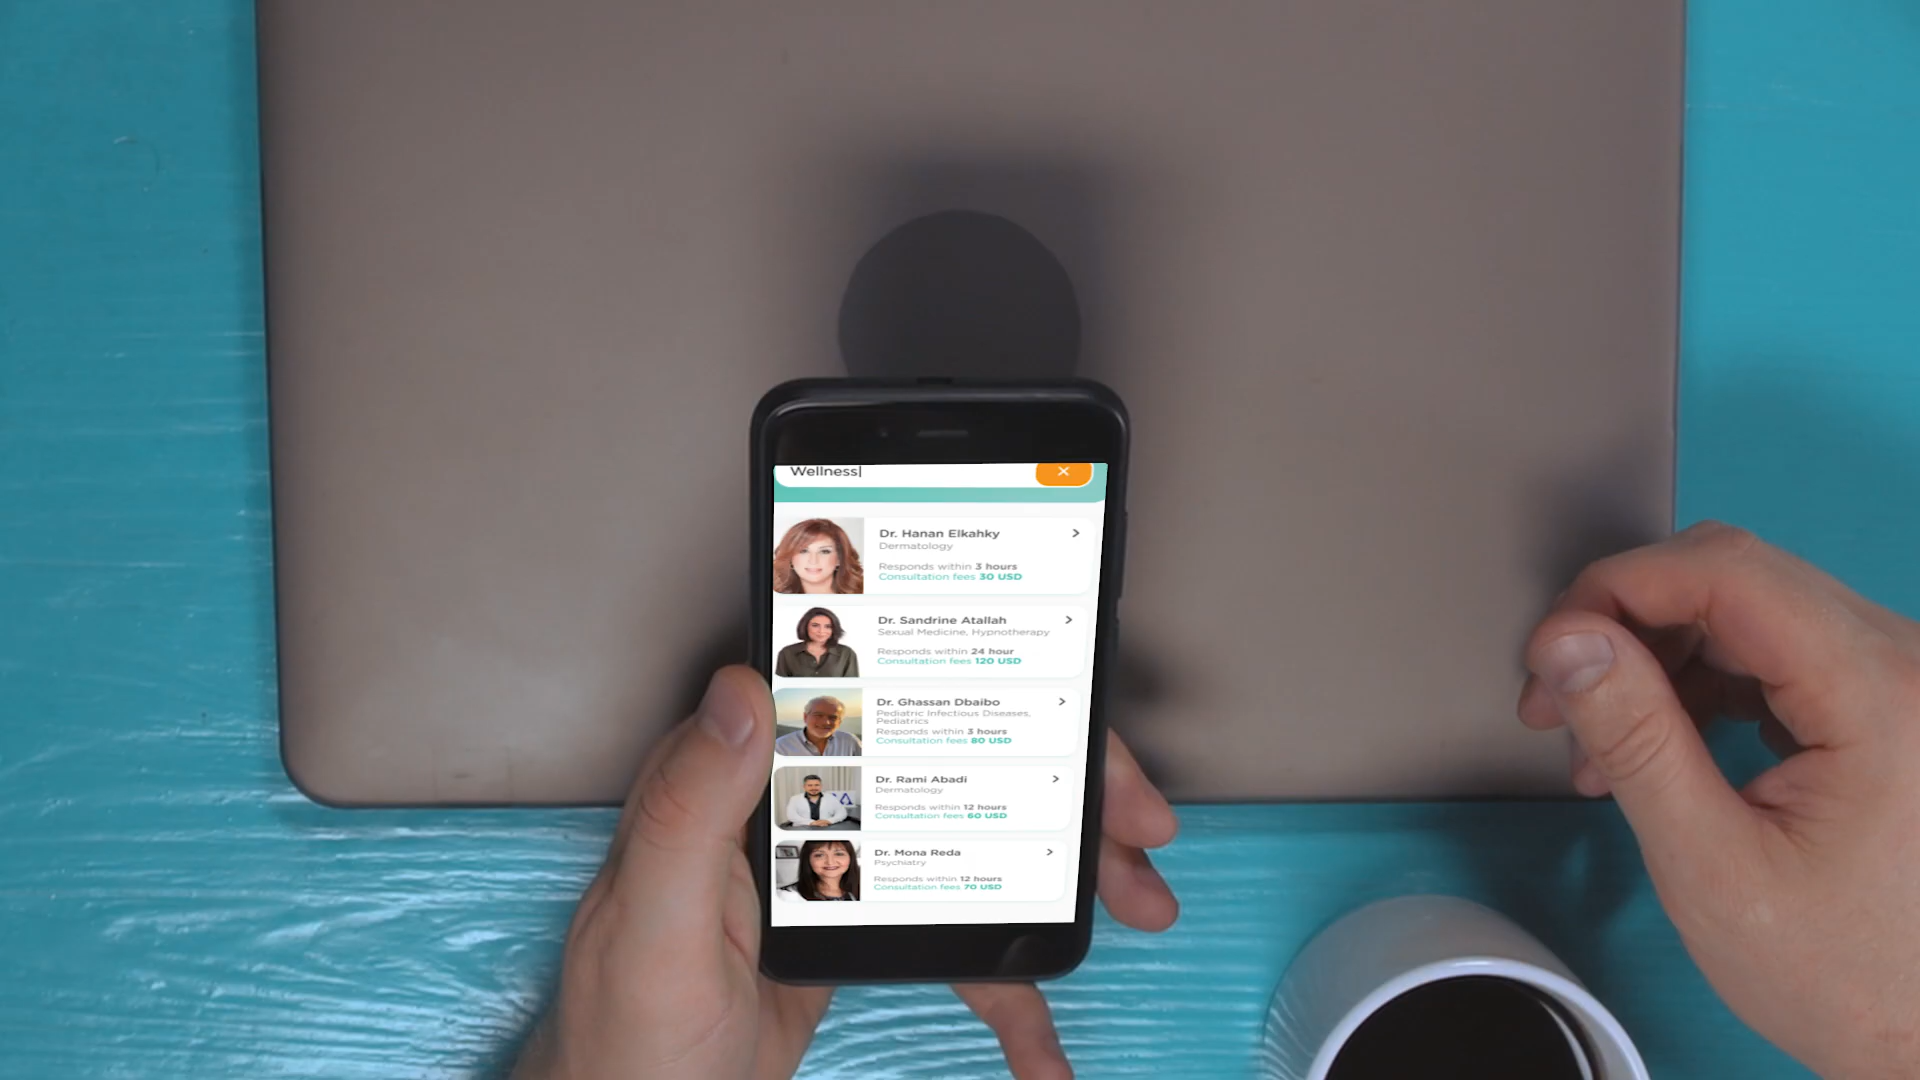 Wellness
Dr. Hanan Elkahky
Dermatology
Responds within 3 hours
Consultation fees 30 USD
Dr. Sandrine Atallah
Sexual Medicine, Hypnotherapy
Responds within 24 hour
Consultation fees 120 USD
Dr. Ghassan Dbaibo
Pediatric Infectious Diseases,
Pediatrics
Responds within 3 hours
Consultation fees 80 USD
Dr. Rami Abadi
Dermatology
Responds within 12 hours
Consultation fees 60 USD
Dr. Mona Reda
Psychiatry
Responds within 12 hours
Consultation fees 70 USD